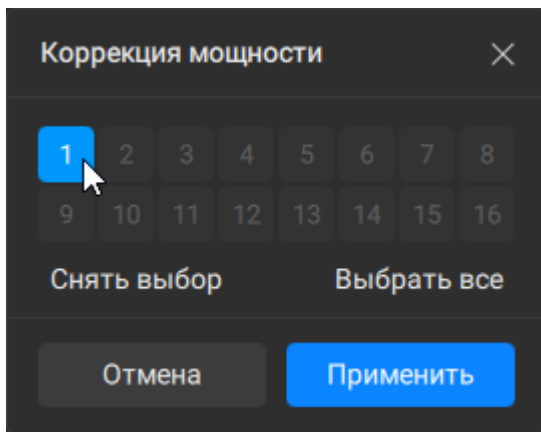 Коррекция мощности
1 2 3 4 5 6 7 8
9 10 11 12 13 14 15 16
Снять выбор Выбрать все
Отмена Применить